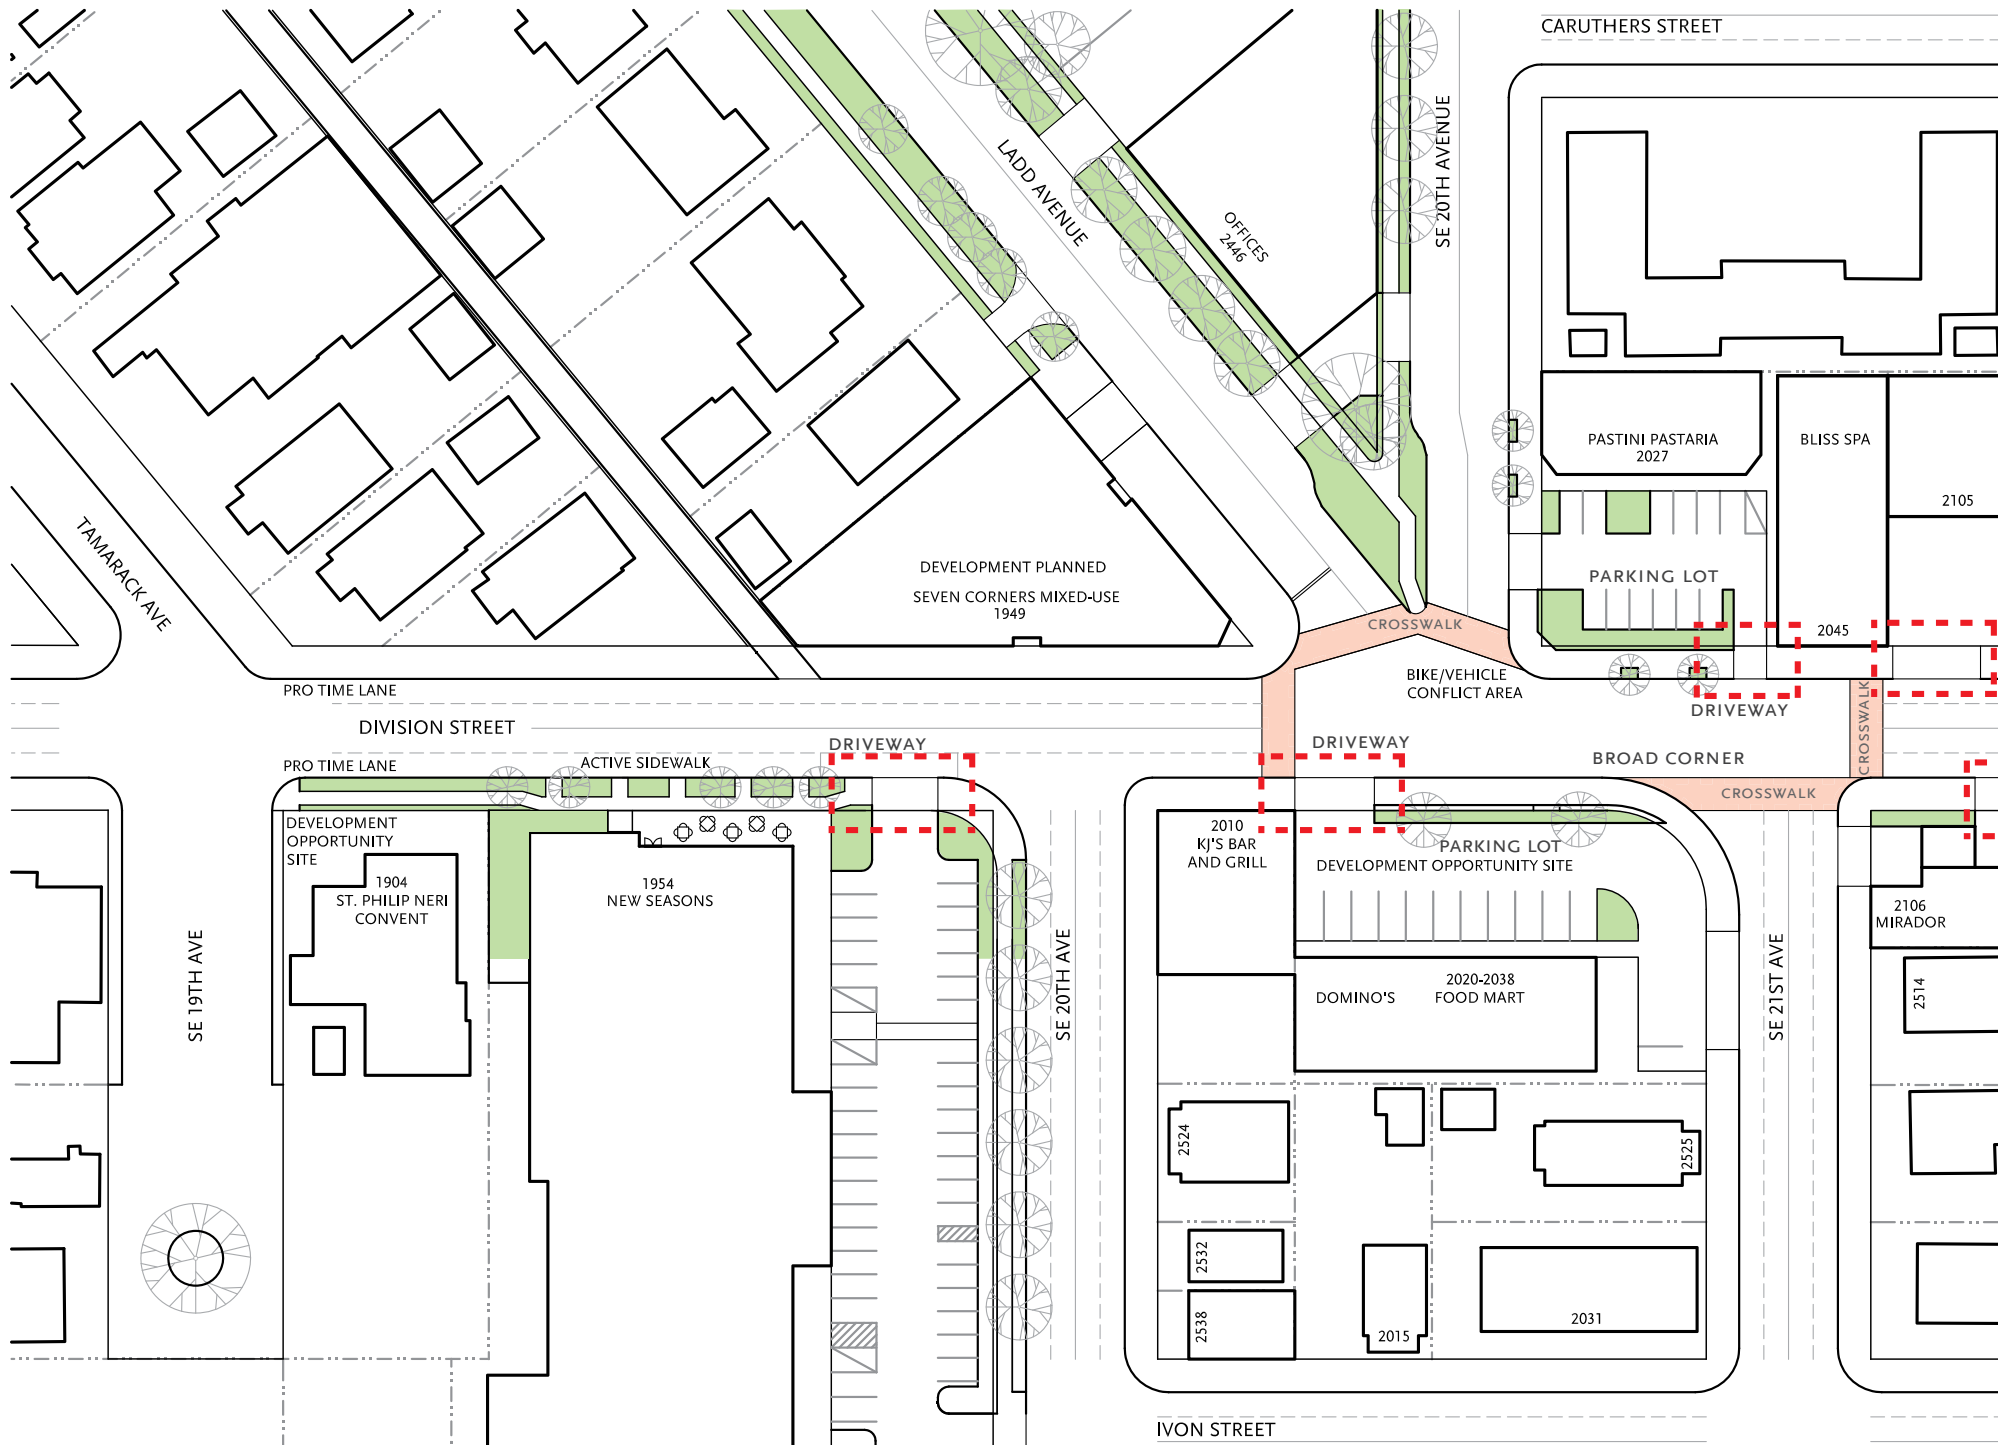 CARUTHERS STREET
LADD AVENUE
SE 20TH AVENUE
OFFICES
2446
PASTINI PASTARIA
2027
BLISS SPA
2105
TAMARACK AVE
DEVELOPMENT PLANNED
SEVEN CORNERS MIXED-USE
1949
PARKING LOT
CROSSWALK
2045
BIKE/VEHICLE
CONFLICT AREA
PRO TIME LANE
DIVISION STREET
DRIVEWAY
CROSSWALK
DRIVEWAY
DRIVEWAY
BROAD CORNER
PRO TIME LANE
ACTIVE SIDEWALK
CROSSWALK
DEVELOPMENT
OPPORTUNITY
SITE
2010
KJ'S BAR
AND GRILL
PARKING LOT
DEVELOPMENT OPPORTUNITY SITE
1904
ST. PHILIP NERI
CONVENT
1954
NEW SEASONS
2106
MIRADOR
SE 19TH AVE
SE 20TH AVE
SE 21ST AVE
DOMINO'S
2020-2038
FOOD MART
2514
2524
2525
2532
2538
2015
2031
IVON STREET